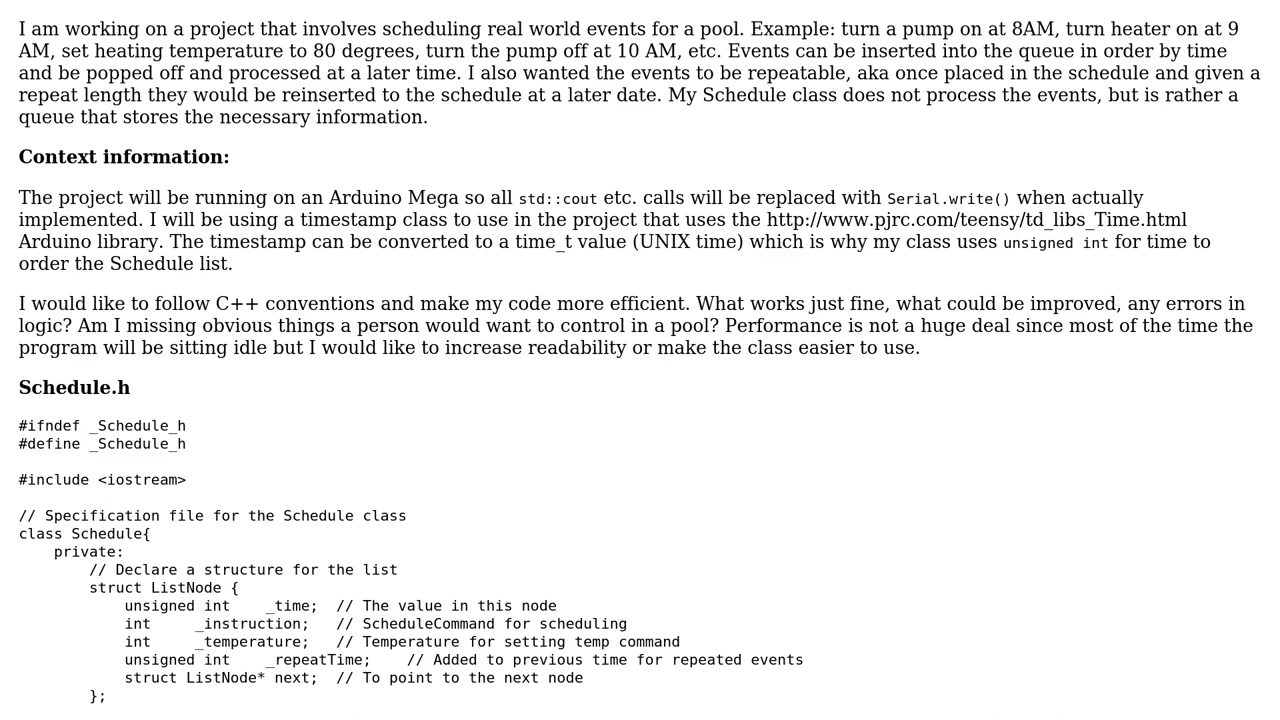 I am working on a project that involves scheduling real world events for a pool. Example: turn a pump on at 8AM, turn heater on at 9
AM, set heating temperature to 80 degrees, turn the pump off at 10 AM, etc. Events can be inserted into the queue in order by time
and be popped off and processed at a later time. I also wanted the events to be repeatable, aka once placed in the schedule and given a
repeat length they would be reinserted to the schedule at a later date. My Schedule class does not process the events, but is rather a
queue that stores the necessary information.
Context information:
The project will be running on an Arduino Mega so all std::cout etc. calls will be replaced with Serial.write() when actually
implemented. I will be using a timestamp class to use in the project that uses the http://www.pjrc.com/teensy/td_libs_Time.html
Arduino library. The timestamp can be converted to a time_t value (UNIX time) which is why my class uses unsigned int for time to
order the Schedule list.
I would like to follow C++ conventions and make my code more efficient. What works just fine, what could be improved, any errors in
logic? Am I missing obvious things a person would want to control in a pool? Performance is not a huge deal since most of the time the
program will be sitting idle but I would like to increase readability or make the class easier to use.
Schedule.h
#ifndef _Schedule_h
#define _Schedule_h
#include <iostream>
// Specification file for the Schedule class
class Schedule{
    private:
        // Declare a structure for the list
        struct ListNode {
            unsigned int    _time;  // The value in this node
            int     _instruction;   // ScheduleCommand for scheduling
            int     _temperature;   // Temperature for setting temp command
            unsigned int    _repeatTime;    // Added to previous time for repeated events
            struct ListNode* next;  // To point to the next node
        };